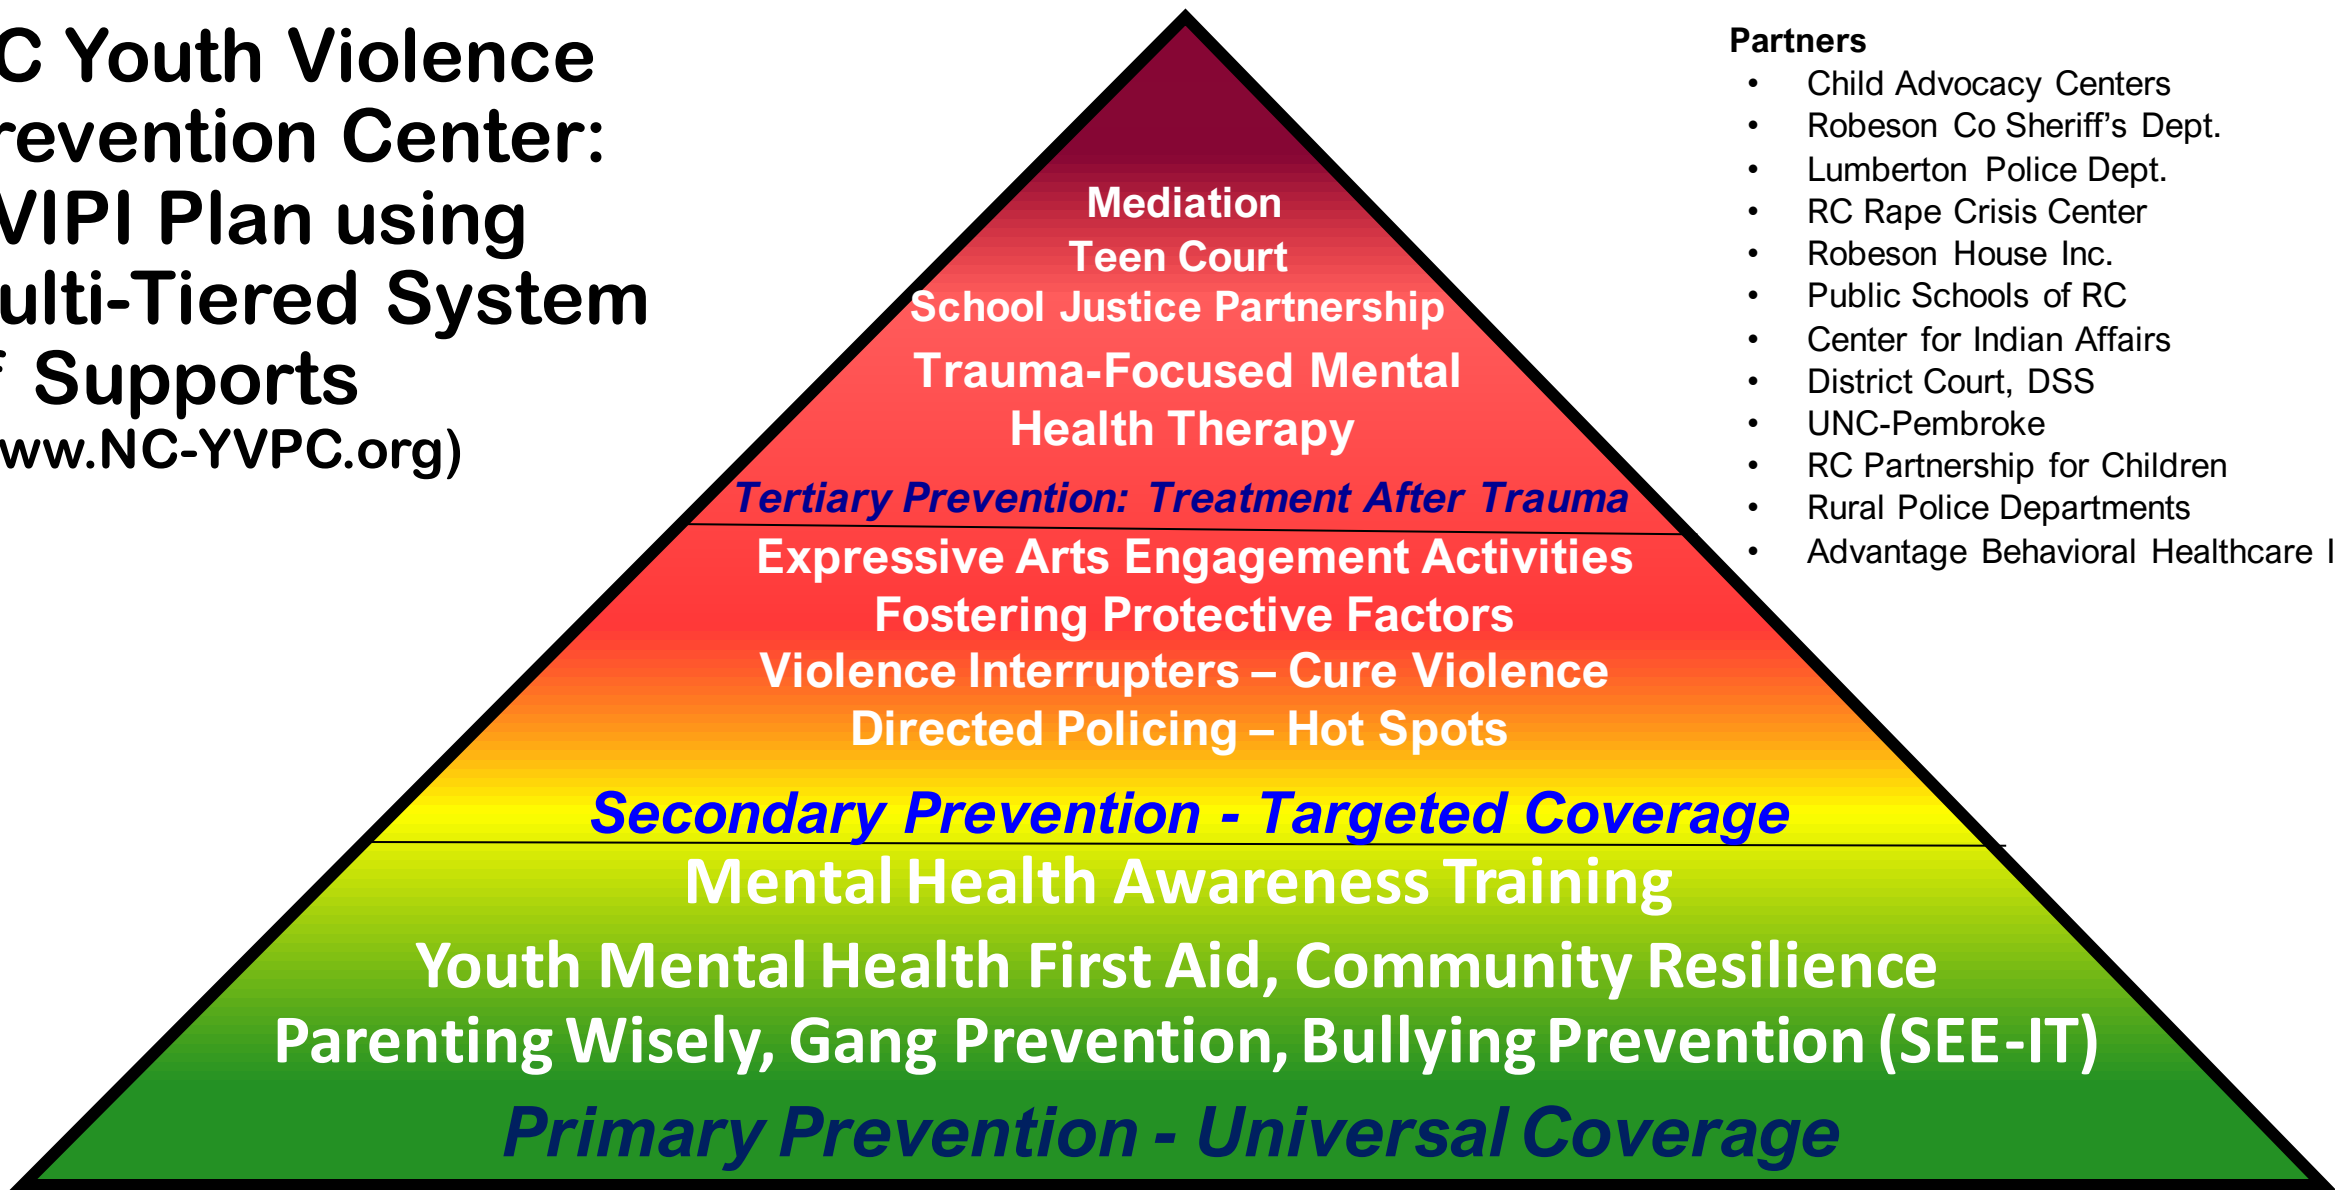 C Youth Violence
revention Center:
VIPI Plan using
ulti-Tiered System
f Supports
ww.NC-YVPC.org)
Partners
• Child Advocacy Centers
• Robeson Co Sheriff’s Dept.
• Lumberton Police Dept.
• RC Rape Crisis Center
• Robeson House Inc.
• Public Schools of RC
• Center for Indian Affairs
• District Court, DSS
• UNC-Pembroke
• RC Partnership for Children
• Rural Police Departments
• Advantage Behavioral Healthcare I
Mediation
Teen Court
School Justice Partnership
Trauma-Focused Mental
Health Therapy
Tertiary Prevention: Treatment After Trauma
Expressive Arts Engagement Activities
Fostering Protective Factors
Violence Interrupters – Cure Violence
Directed Policing – Hot Spots
Secondary Prevention - Targeted Coverage
Mental Health Awareness Training
Youth Mental Health First Aid, Community Resilience
Parenting Wisely, Gang Prevention, Bullying Prevention (SEE-IT)
Primary Prevention - Universal Coverage